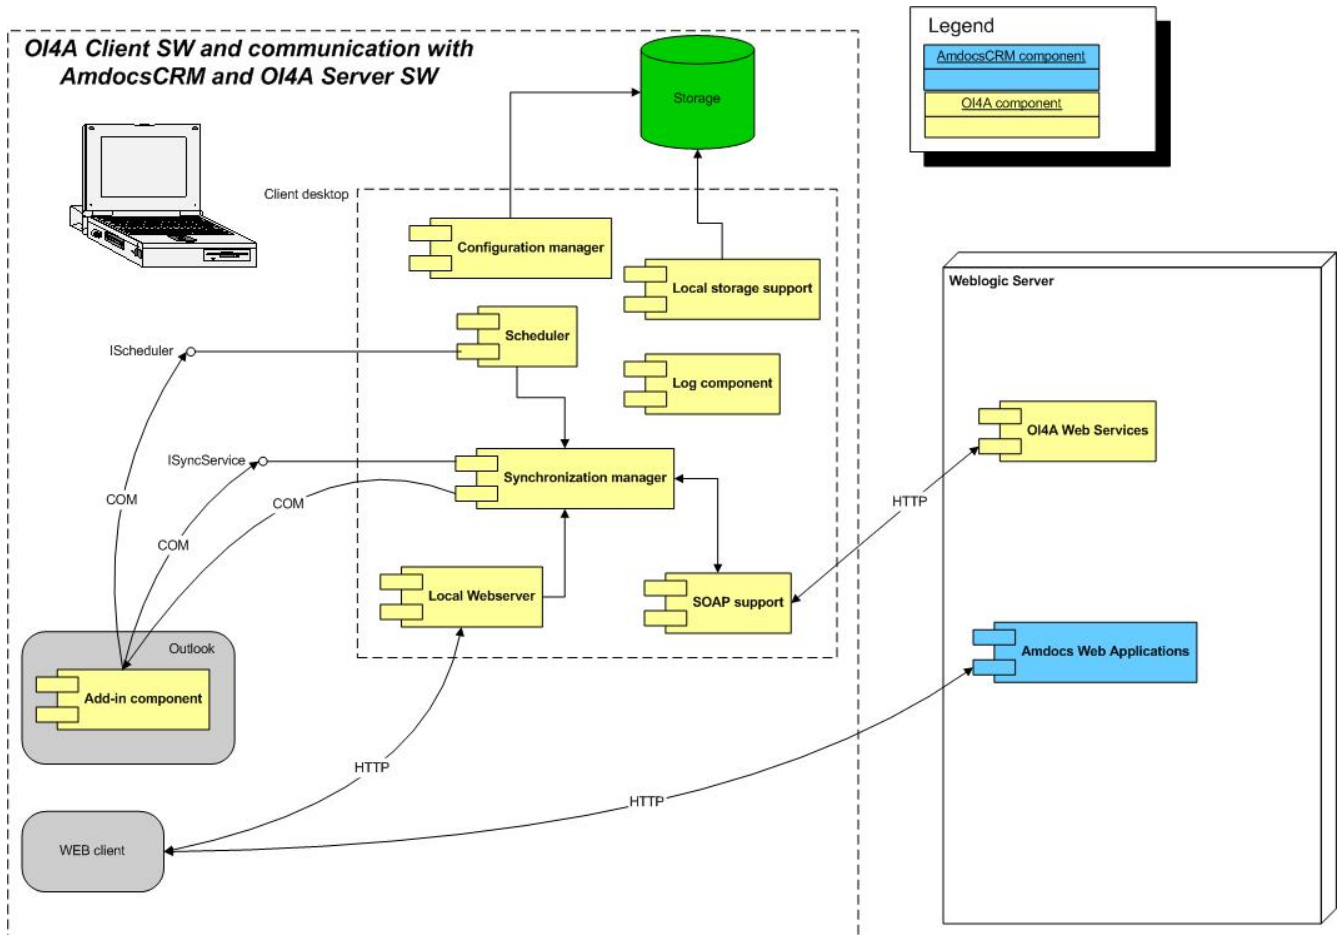 OI4A Client SW and communication with
AmdocsCRM and OI4A Server SW
Legend
AmdocsCRM component
OI4A component
Storage
Client desktop
Configuration manager
Local storage support
Weblogic Server
Scheduler
IScheduler
Log component
OI4A Web Services
ISyncService
Synchronization manager
COM
COM
COM
HTTP
Local Webserver
SOAP support
Outlook
Amdocs Web Applications
Add-in component
HTTP
HTTP
WEB client